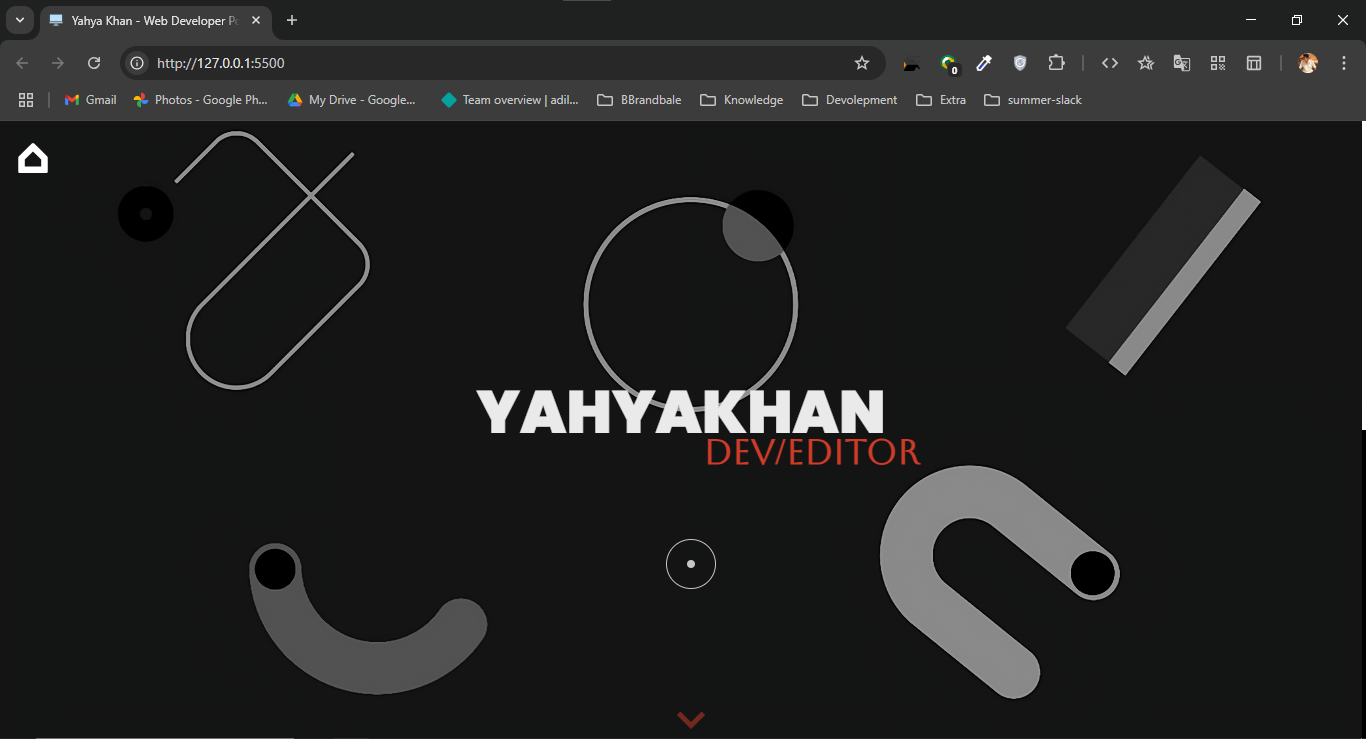 Yahya Khan - Web Developer Po
http://127.0.0.1:5500
0
Gmail
Photos - Google Ph...
My Drive - Google...
Team overview | adil...
BBrandbale
Knowledge
Devolepment
Extra
summer-slack
YAHYAKHAN
DEV/EDITOR